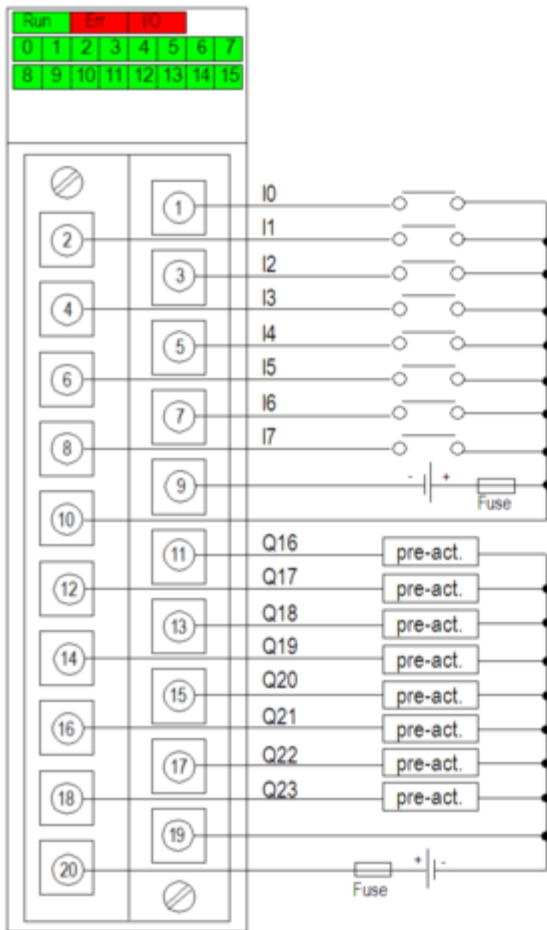 Run Err I/O
0 1 2 3 4 5 6 7
8 9 10 11 12 13 14 15
1 I0
2 I1
3 I2
4 I3
5 I4
6 I5
7 I6
8 I7
9 - +
Fuse
10
11 Q16 pre-act.
12 Q17 pre-act.
13 Q18 pre-act.
14 Q19 pre-act.
15 Q20 pre-act.
16 Q21 pre-act.
17 Q22 pre-act.
18 Q23 pre-act.
19
20 + -
Fuse